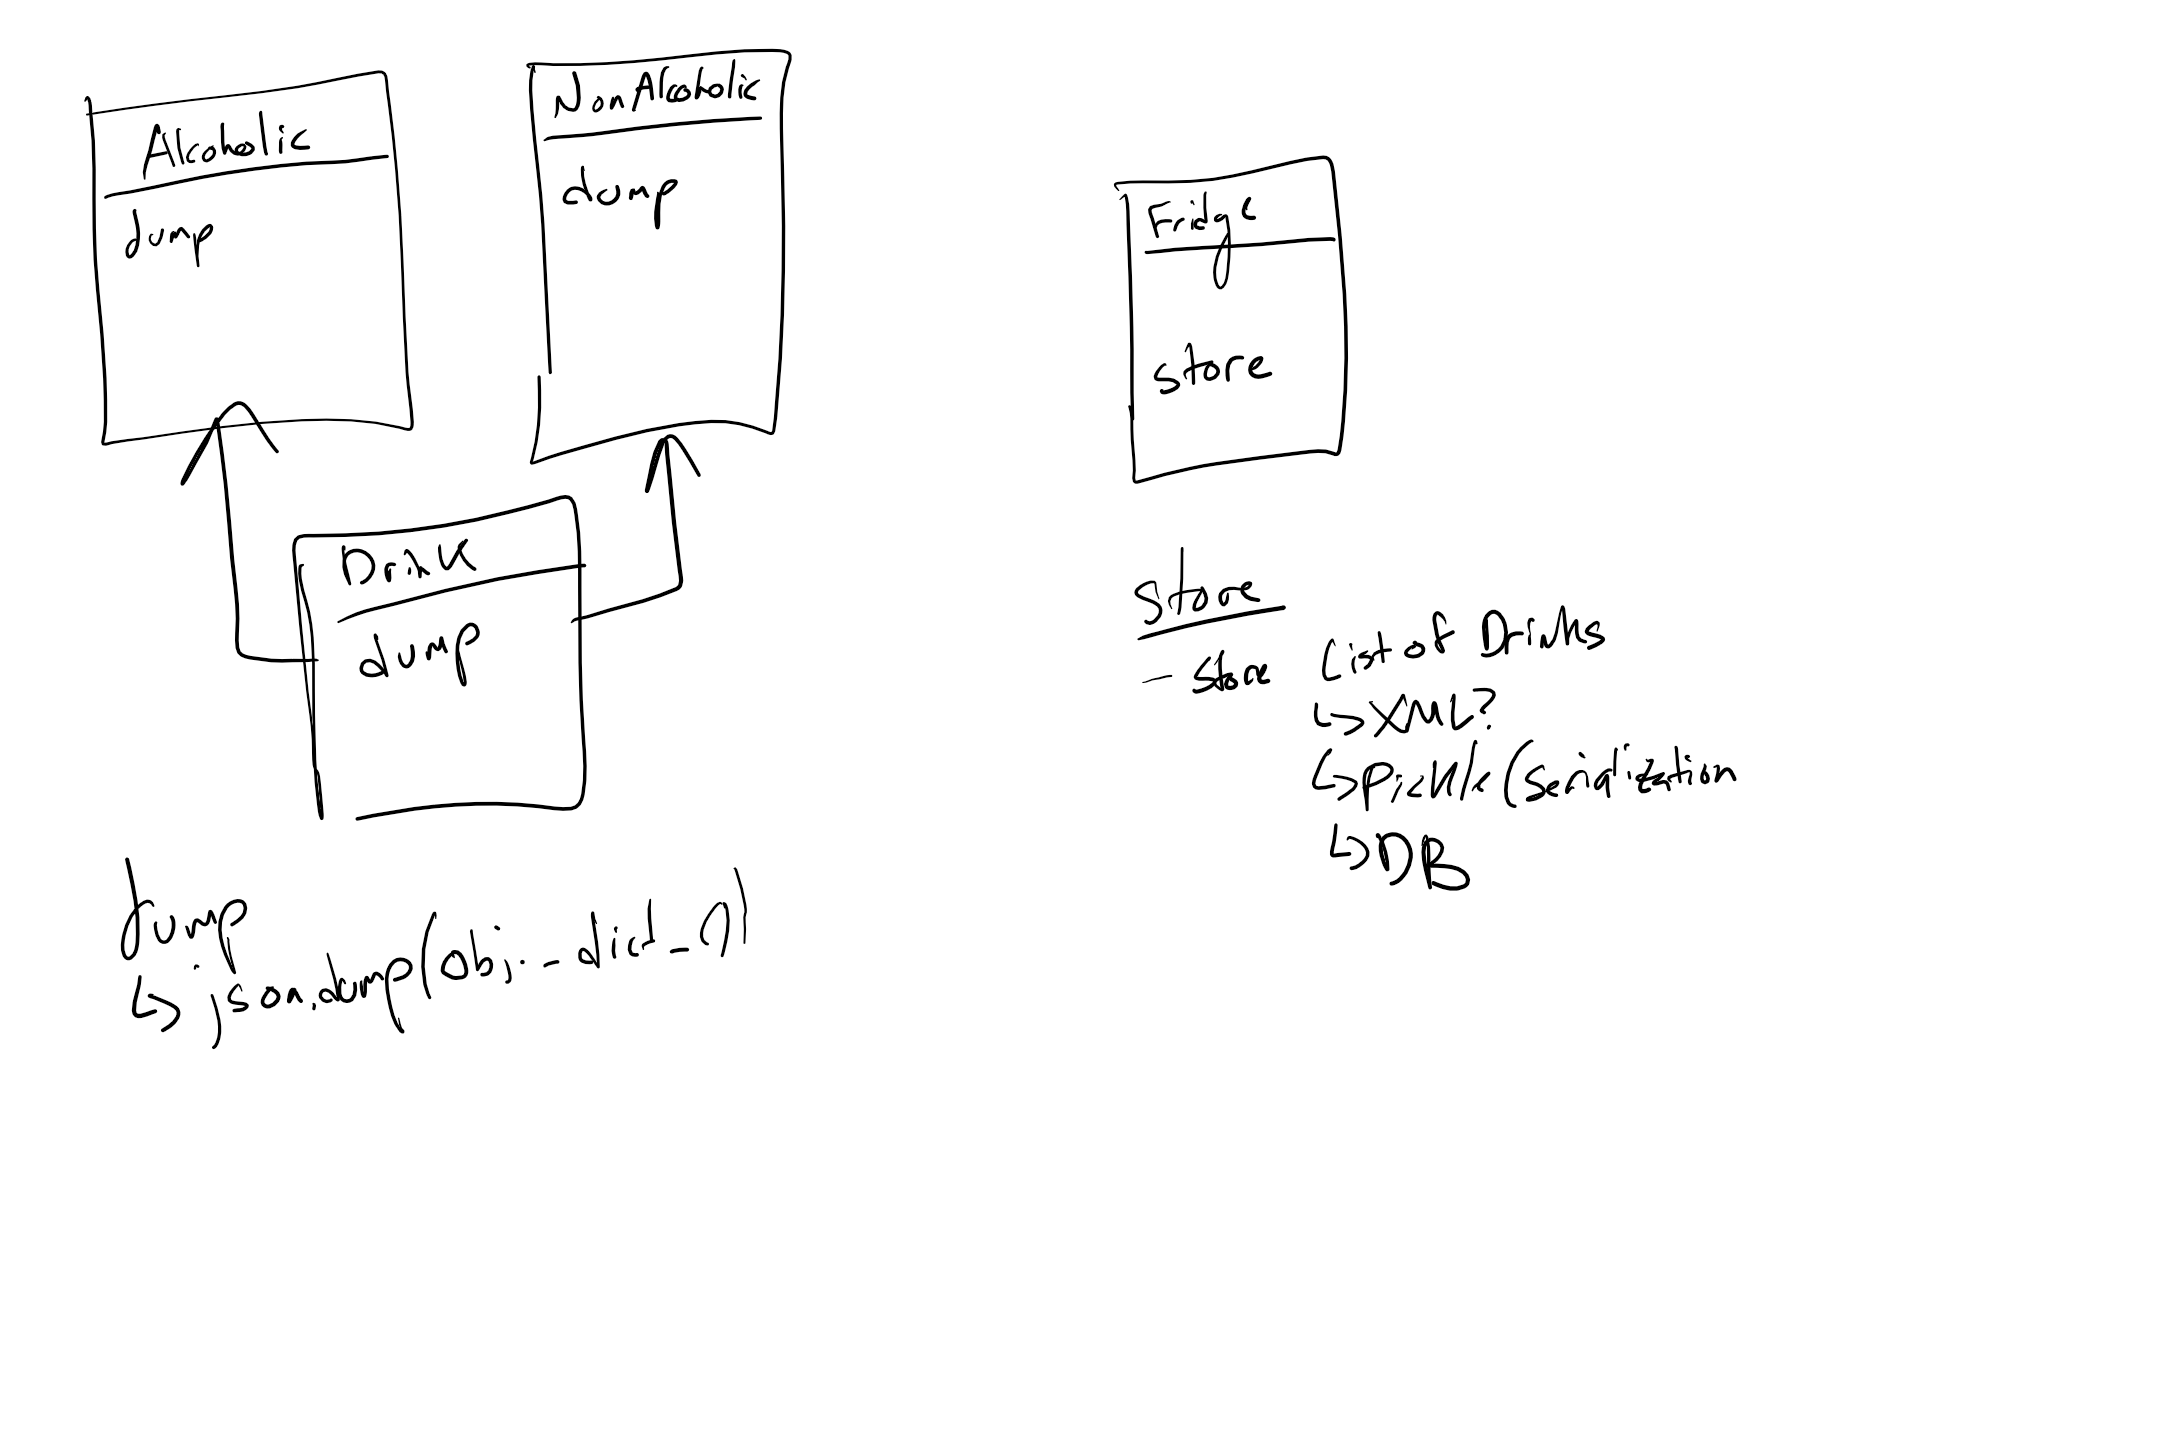 Alcoholic
dump
NonAlcoholic
dump
Drink
dump
dump
↳ json.dump(obj.__dict__())
Fridge
store
store
- store List of Drinks
↳ XML?
↳ Pickle (Serialization
↳ DB